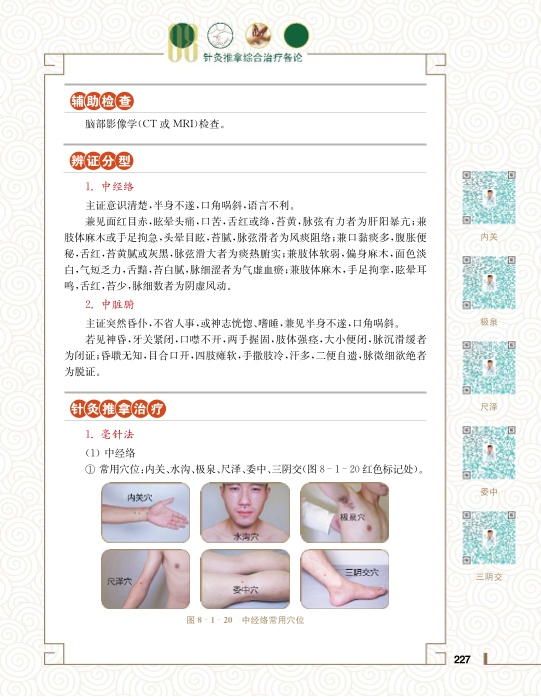 08
针灸推拿综合治疗各论
辅助检查
脑部影像学(CT 或 MRI)检查。
辨证分型
1. 中经络
主证意识清楚,半身不遂,口角㖞斜,语言不利。
兼见面红目赤,眩晕头痛,口苦,舌红或绛,苔黄,脉弦有力者为肝阳暴亢;兼
肢体麻木或手足拘急,头晕目眩,苔腻,脉弦滑者为风痰阻络;兼口黏痰多,腹胀便
秘,舌红,苔黄腻或灰黑,脉弦滑大者为痰热腑实;兼肢体软弱,偏身麻木,面色淡
白,气短乏力,舌黯,苔白腻,脉细涩者为气虚血瘀;兼肢体麻木,手足拘挛,眩晕耳
鸣,舌红,苔少,脉细数者为阴虚风动。
2. 中脏腑
主证突然昏仆,不省人事,或神志恍惚、嗜睡,兼见半身不遂,口角㖞斜。
若见神昏,牙关紧闭,口噤不开,两手握固,肢体强痉,大小便闭,脉沉滑缓者
为闭证;昏聩无知,目合口开,四肢瘫软,手撒肢冷,汗多,二便自遗,脉微细欲绝者
为脱证。
针灸推拿治疗
1. 毫针法
(1) 中经络
① 常用穴位:内关、水沟、极泉、尺泽、委中、三阴交(图 8-1-20 红色标记处)。
内关穴
水沟穴
极泉穴
尺泽穴
委中穴
三阴交穴
图 8-1-20 中经络常用穴位
内关
极泉
尺泽
委中
三阴交
227